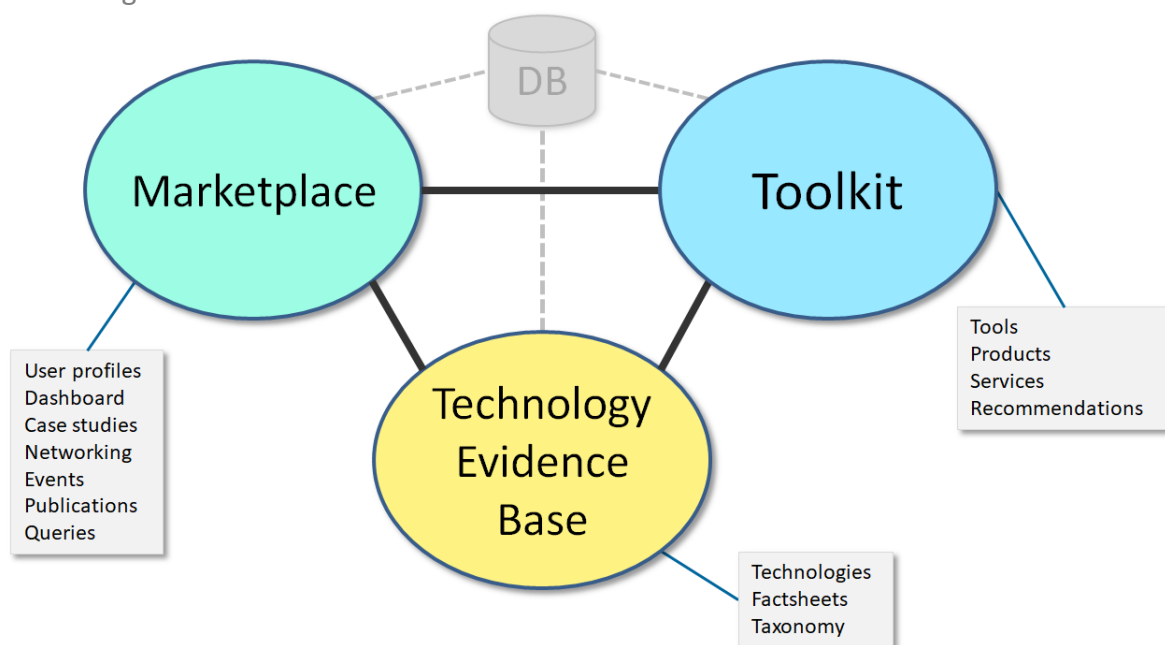 DB
Marketplace
Toolkit
User profiles
Dashboard
Case studies
Networking
Events
Publications
Queries
Technology
Evidence
Base
Tools
Products
Services
Recommendations
Technologies
Factsheets
Taxonomy